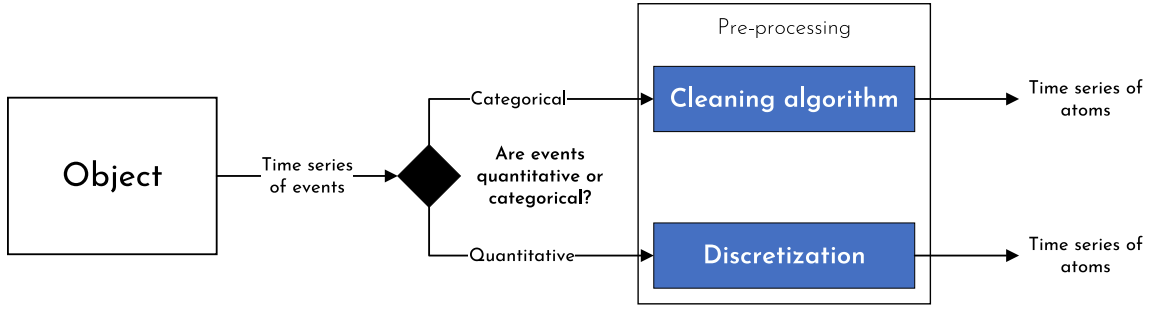 Object
Time series
of events
Categorical
Are events
quantitative or
categorical?
Quantitative
Pre-processing
Cleaning algorithm
Discretization
Time series of
atoms
Time series of
atoms